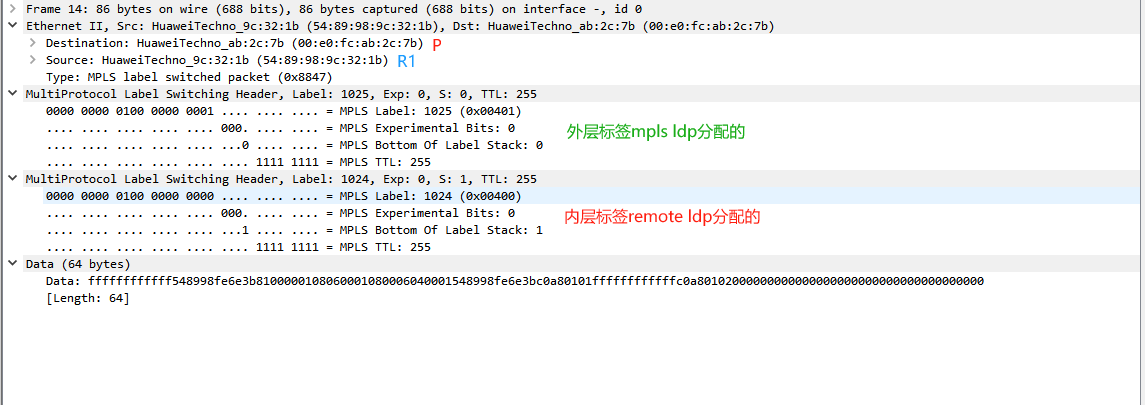 Frame 14: 86 bytes on wire (688 bits), 86 bytes captured (688 bits) on interface -, id 0
Ethernet II, Src: HuaweiTechno_9c:32:1b (54:89:98:9c:32:1b), Dst: HuaweiTechno_ab:2c:7b (00:e0:fc:ab:2c:7b)
Destination: HuaweiTechno_ab:2c:7b (00:e0:fc:ab:2c:7b) P
Source: HuaweiTechno_9c:32:1b (54:89:98:9c:32:1b) R1
Type: MPLS label switched packet (0x8847)
MultiProtocol Label Switching Header, Label: 1025, Exp: 0, S: 0, TTL: 255
0000 0000 0100 0000 0001 .... .... .... = MPLS Label: 1025 (0x00401)
.... .... .... .... .... 000. .... .... = MPLS Experimental Bits: 0
外层标签mpls ldp分配的
.... .... .... .... .... ...0 .... .... = MPLS Bottom Of Label Stack: 0
.... .... .... .... .... .... 1111 1111 = MPLS TTL: 255
MultiProtocol Label Switching Header, Label: 1024, Exp: 0, S: 1, TTL: 255
0000 0000 0100 0000 0000 .... .... .... = MPLS Label: 1024 (0x00400)
.... .... .... .... .... 000. .... .... = MPLS Experimental Bits: 0
内层标签remote ldp分配的
.... .... .... .... .... ...1 .... .... = MPLS Bottom Of Label Stack: 1
.... .... .... .... .... .... 1111 1111 = MPLS TTL: 255
Data (64 bytes)
Data: ffffffffffff548998fe6e3b8100000108060001080006040001548998fe6e3bc0a80101ffffffffffffc0a80102000000000000000000000000000000000000
[Length: 64]